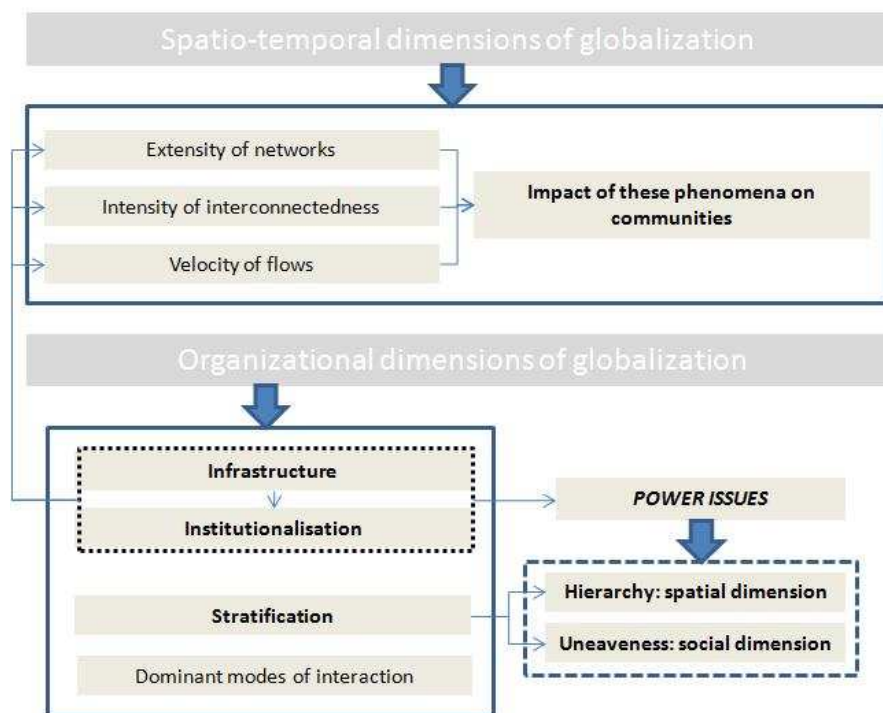 Spatio-temporal dimensions of globalization
Extensity of networks
Intensity of interconnectedness
Velocity of flows
Impact of these phenomena on
communities
Organizational dimensions of globalization
Infrastructure
Institutionalisation
POWER ISSUES
Stratification
Hierarchy: spatial dimension
Uneaveness: social dimension
Dominant modes of interaction